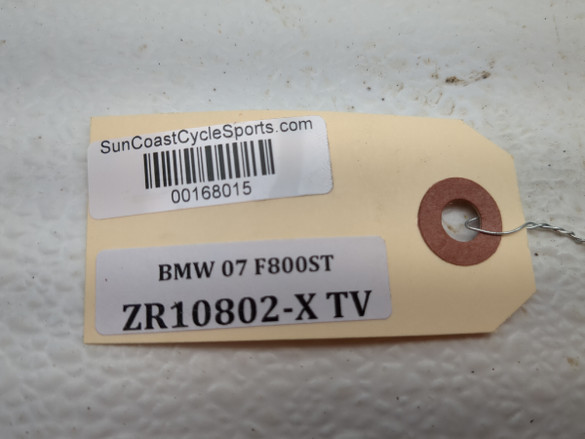 SunCoastCycleSports.com
00168015
BMW 07 F800ST
ZR10802-X TV